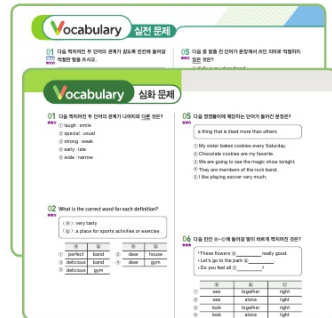 Vocabulary 실전 문제
01 다음 짝지어진 두 단어의 관계가 같도록 빈칸에 들어갈
적절한 말을 쓰시오.
05 다음 중 밑줄 친 단어가 문장에서 쓰인 의미로 적절하지
않은 것은?
Vocabulary 심화 문제
01 다음 짝지어진 두 단어의 관계가 나머지와 다른 것은?
① laugh : smile
② special : usual
③ strong : weak
④ early : late
⑤ wide : narrow
02 What is the correct word for each definition?
ⓐ : very tasty
ⓑ : a place for sports activities or exercise
ⓐ ⓑ ⓐ ⓑ
① perfect band ② dear house
③ delicious band ④ dear gym
⑤ delicious gym
05 다음 영영풀이에 해당하는 단어가 들어간 문장은?
a thing that is liked more than others
① My sister bakes cookies every Saturday.
② Chocolate cookies are my favorite.
③ We are going to see the magic show tonight.
④ They are members of the rock band.
⑤ I like playing soccer very much.
06 다음 빈칸 ⓐ~ⓒ에 들어갈 말이 바르게 짝지어진 것은?
• These flowers ⓐ really good.
• Let's go to the park ⓑ .
• Do you feel all ⓒ ?
ⓐ ⓑ ⓒ
① see together right
② see alone light
③ look together right
④ look alone light